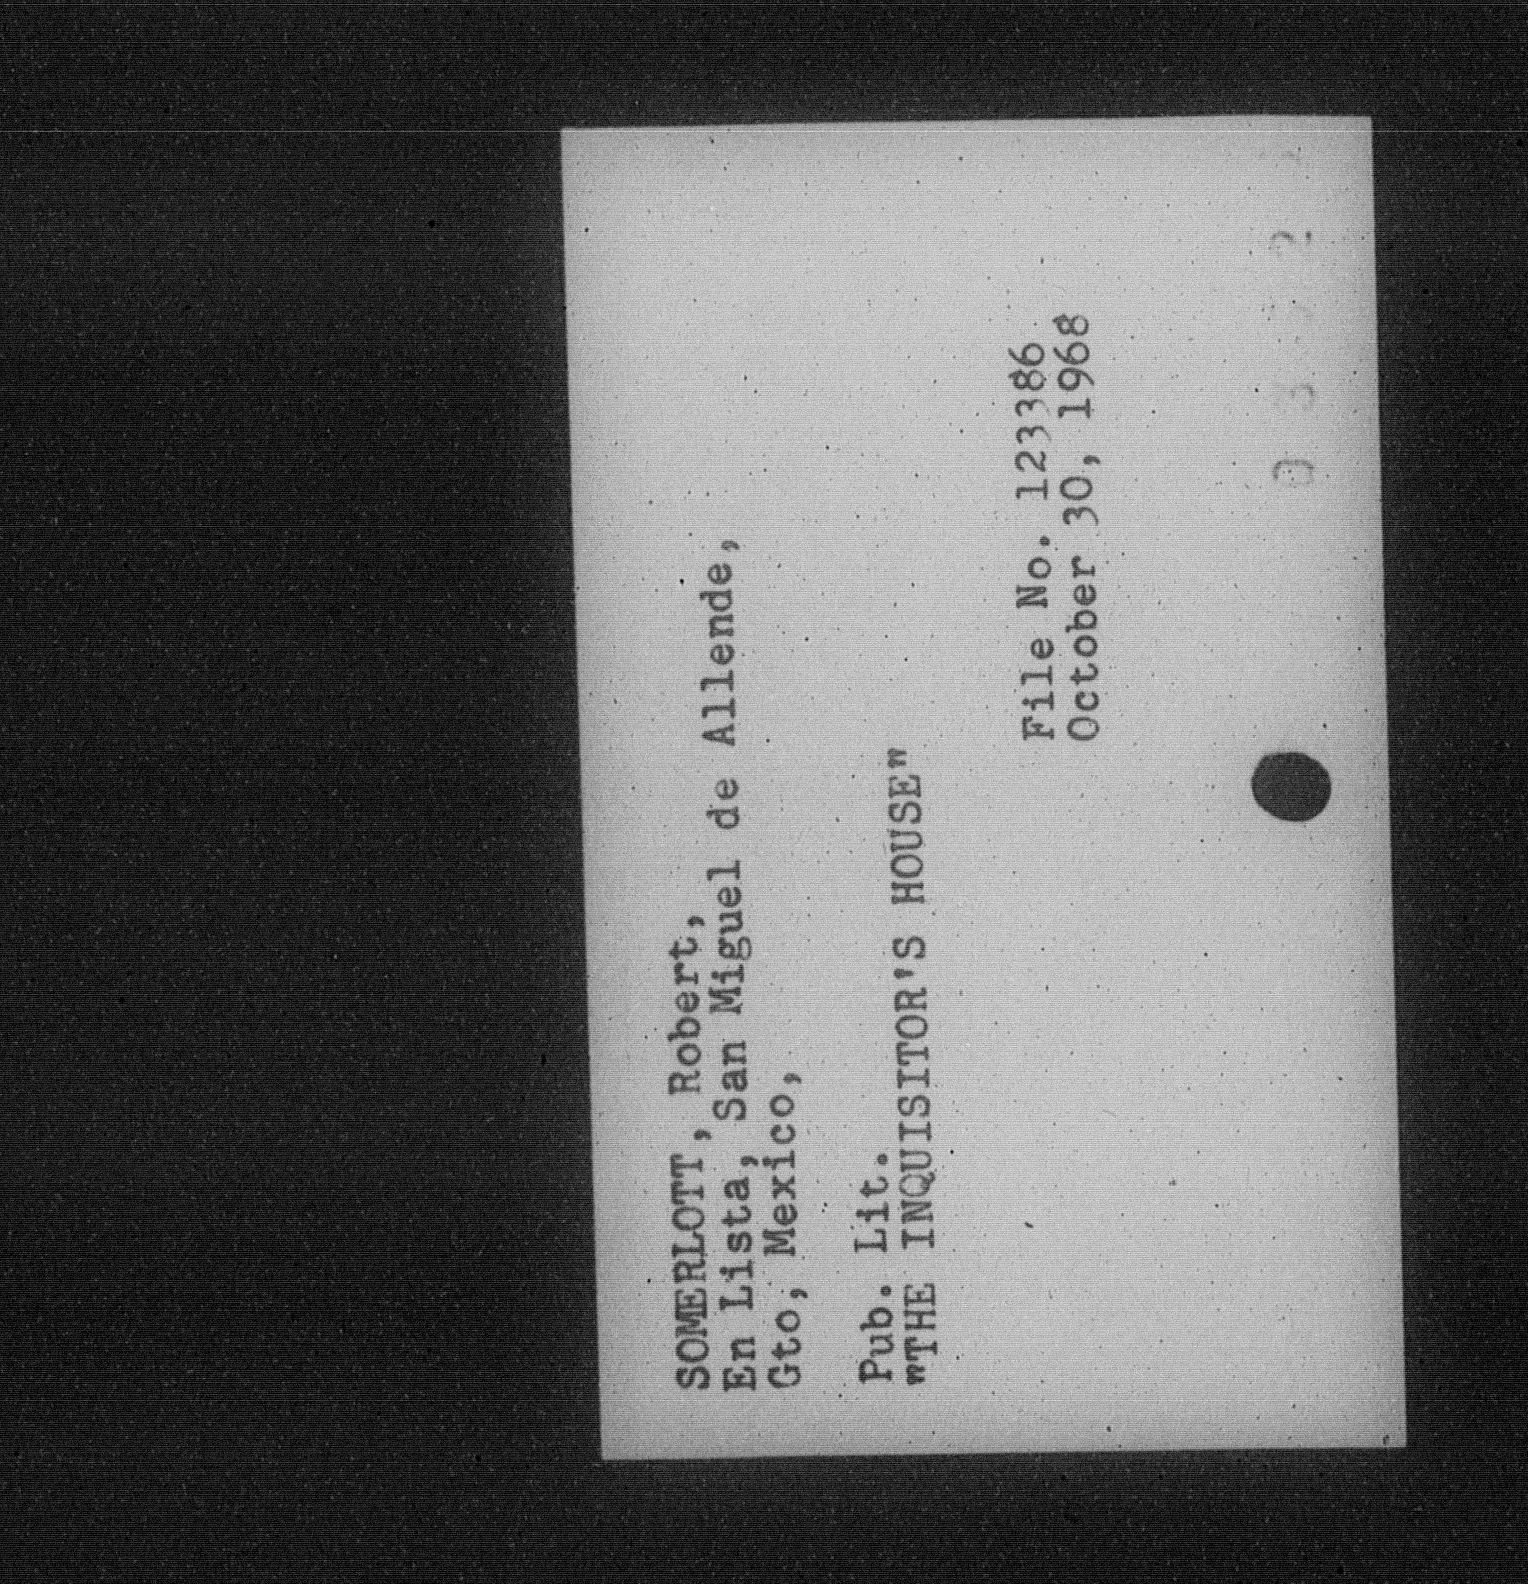 SOMERLOTT, Robert,
En Lista, San Miguel de Allende,
Gto, Mexico,
Pub. Lit.
"THE INQUISITOR'S HOUSE"
File No. 123386
October 30, 1968